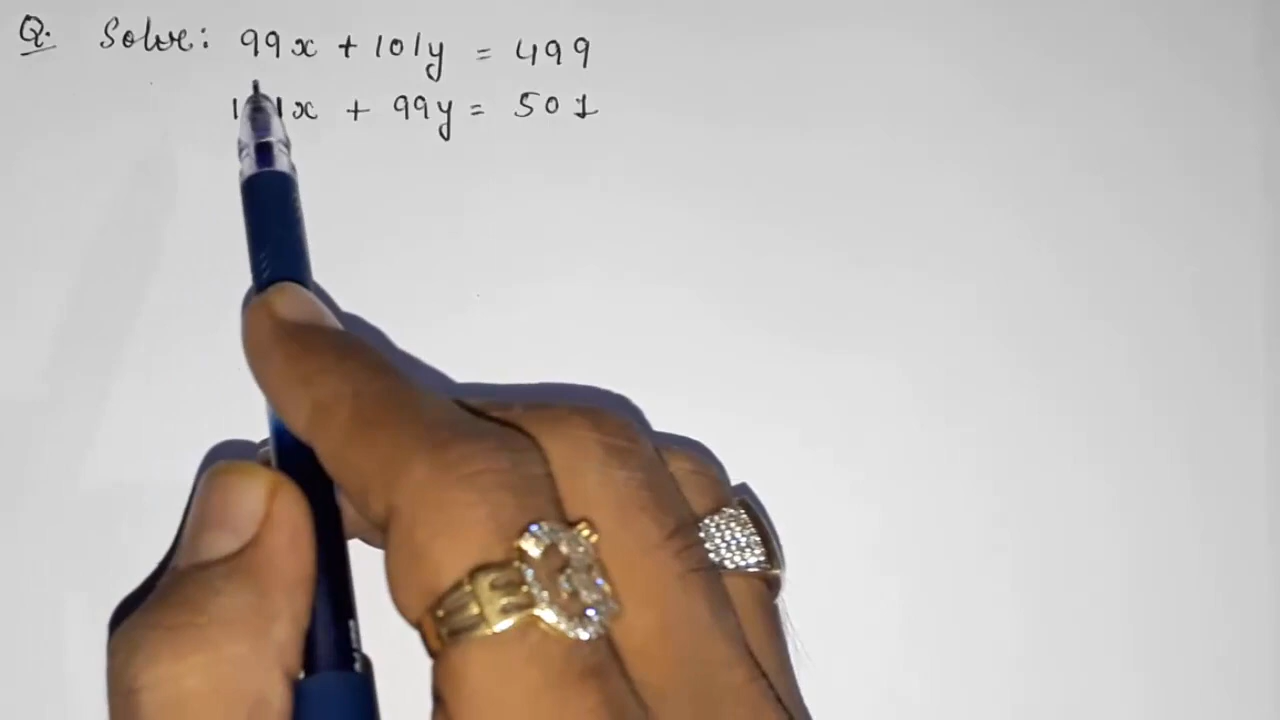 Q. Solve: 99x + 101y = 499
+ 99y = 501